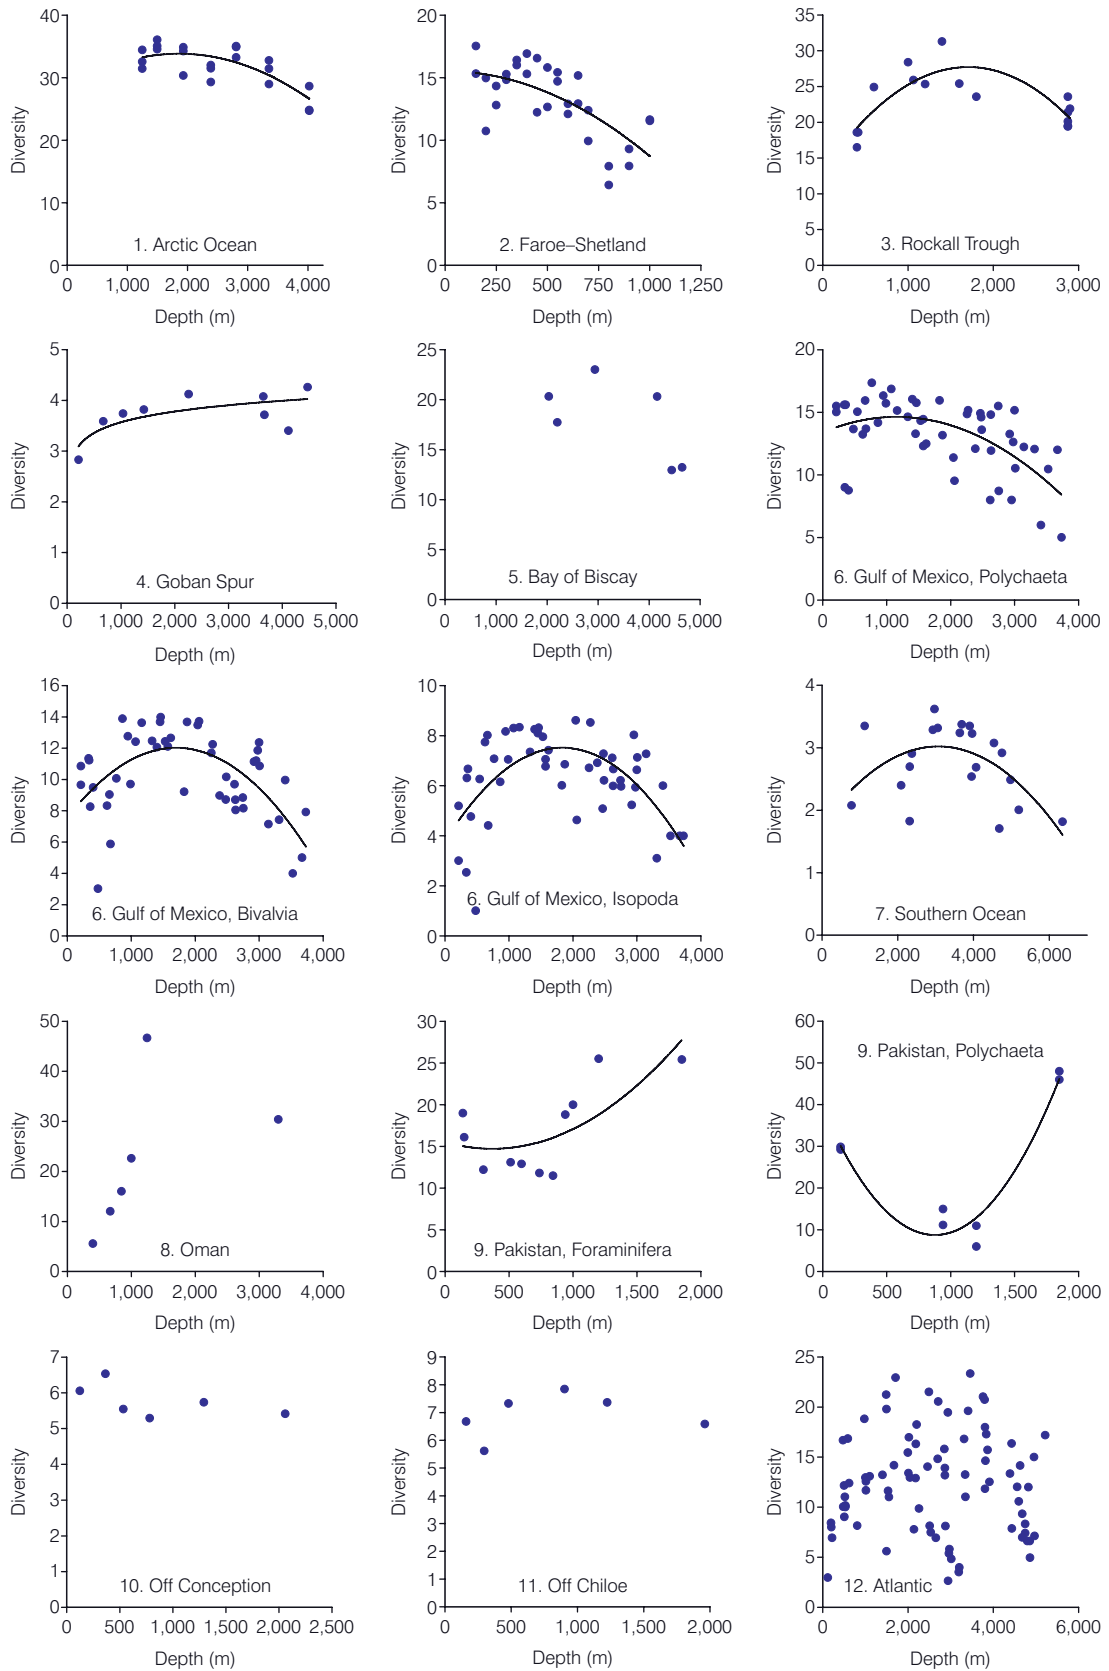 40
30
20
10
0
Diversity
1. Arctic Ocean
0 1,000 2,000 3,000 4,000
Depth (m)
20
15
10
5
0
Diversity
2. Faroe–Shetland
0 250 500 750 1,000 1,250
Depth (m)
35
30
25
20
15
10
5
0
Diversity
3. Rockall Trough
0 1,000 2,000 3,000
Depth (m)
5
4
3
2
1
0
Diversity
4. Goban Spur
0 1,000 2,000 3,000 4,000 5,000
Depth (m)
25
20
15
10
5
0
Diversity
5. Bay of Biscay
0 1,000 2,000 3,000 4,000 5,000
Depth (m)
20
15
10
5
0
Diversity
6. Gulf of Mexico, Polychaeta
0 1,000 2,000 3,000 4,000
Depth (m)
16
14
12
10
8
6
4
2
0
Diversity
6. Gulf of Mexico, Bivalvia
0 1,000 2,000 3,000 4,000
Depth (m)
10
8
6
4
2
0
Diversity
6. Gulf of Mexico, Isopoda
0 1,000 2,000 3,000 4,000
Depth (m)
4
3
2
1
0
Diversity
7. Southern Ocean
0 2,000 4,000 6,000
Depth (m)
50
40
30
20
10
0
Diversity
8. Oman
0 1,000 2,000 3,000 4,000
Depth (m)
30
25
20
15
10
5
0
Diversity
9. Pakistan, Foraminifera
0 500 1,000 1,500 2,000
Depth (m)
60
50
40
30
20
10
0
Diversity
9. Pakistan, Polychaeta
0 500 1,000 1,500 2,000
Depth (m)
7
6
5
4
3
2
1
0
Diversity
10. Off Conception
0 500 1,000 1,500 2,000 2,500
Depth (m)
9
8
7
6
5
4
3
2
1
0
Diversity
11. Off Chiloe
0 500 1,000 1,500 2,000
Depth (m)
25
20
15
10
5
0
Diversity
12. Atlantic
0 2,000 4,000 6,000
Depth (m)